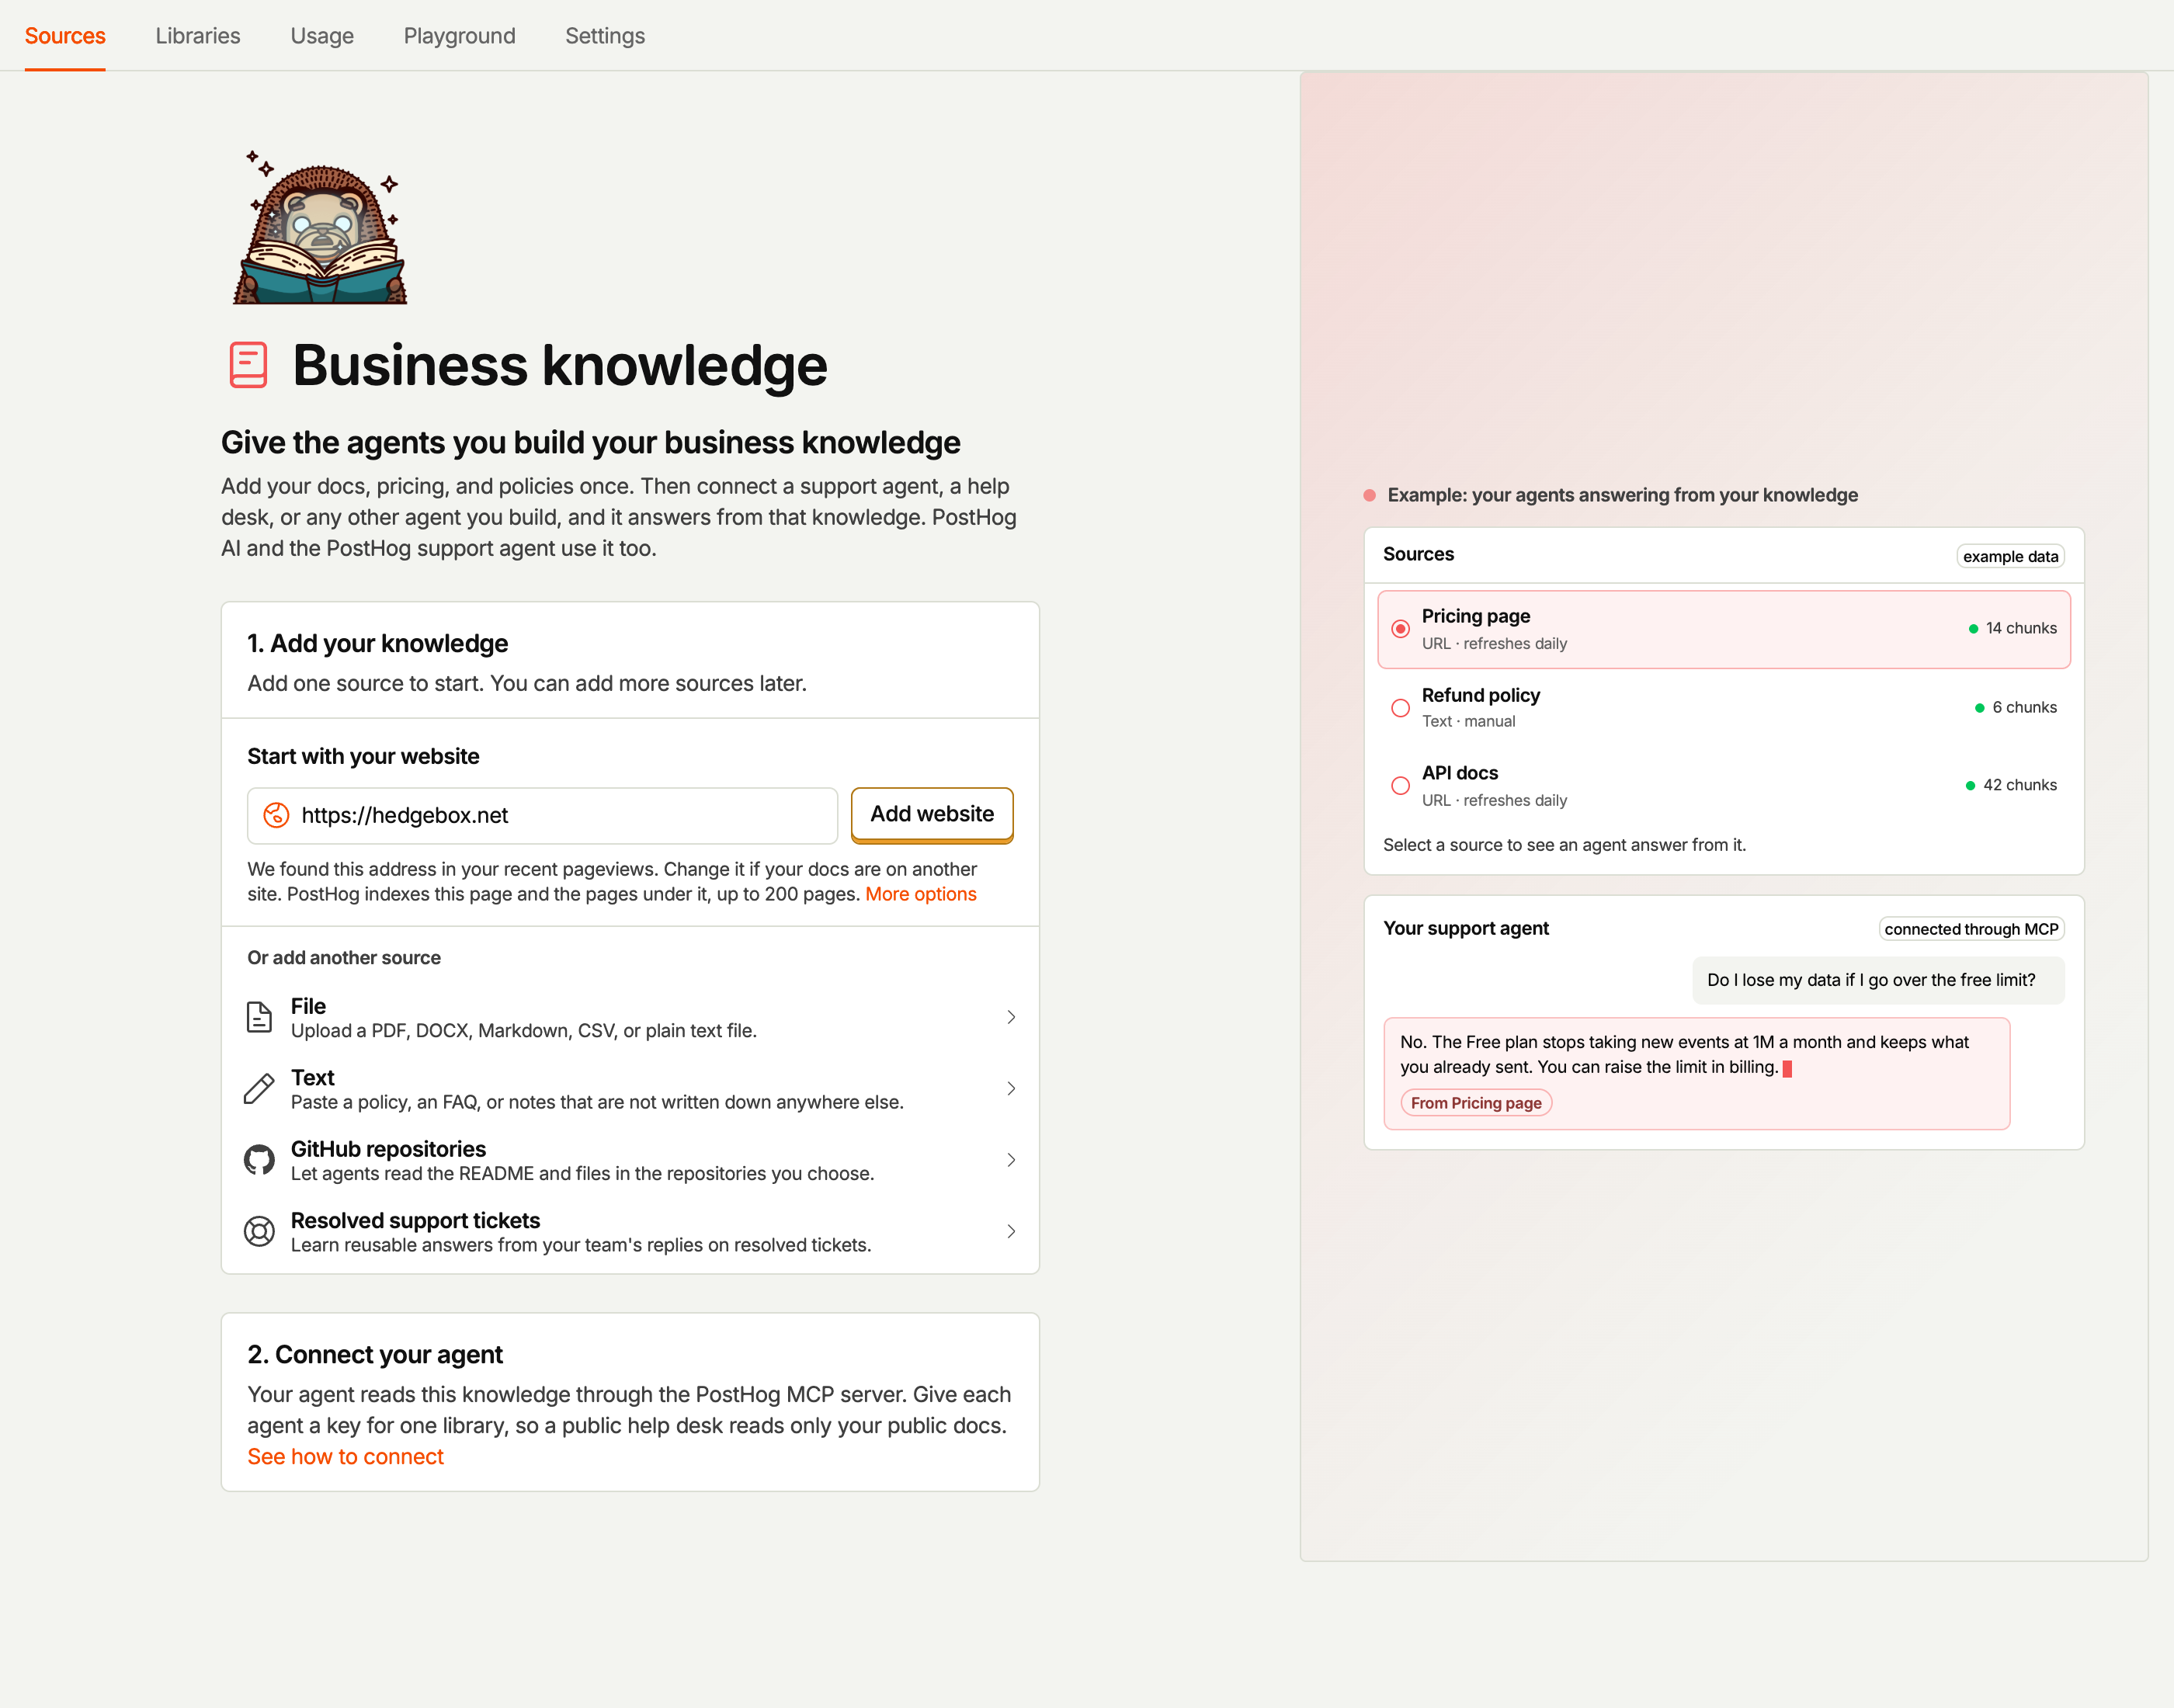 Sources
Libraries
Usage
Playground
Settings
Business knowledge
Give the agents you build your business knowledge
Add your docs, pricing, and policies once. Then connect a support agent, a help
desk, or any other agent you build, and it answers from that knowledge. PostHog
AI and the PostHog support agent use it too.
1. Add your knowledge
Add one source to start. You can add more sources later.
Start with your website
https://hedgebox.net
Add website
We found this address in your recent pageviews. Change it if your docs are on another
site. PostHog indexes this page and the pages under it, up to 200 pages. More options
Or add another source
File
Upload a PDF, DOCX, Markdown, CSV, or plain text file.
Text
Paste a policy, an FAQ, or notes that are not written down anywhere else.
GitHub repositories
Let agents read the README and files in the repositories you choose.
Resolved support tickets
Learn reusable answers from your team's replies on resolved tickets.
2. Connect your agent
Your agent reads this knowledge through the PostHog MCP server. Give each
agent a key for one library, so a public help desk reads only your public docs.
See how to connect
Example: your agents answering from your knowledge
Sources
example data
Pricing page
URL · refreshes daily
14 chunks
Refund policy
Text · manual
6 chunks
API docs
URL · refreshes daily
42 chunks
Select a source to see an agent answer from it.
Your support agent
connected through MCP
Do I lose my data if I go over the free limit?
No. The Free plan stops taking new events at 1M a month and keeps what
you already sent. You can raise the limit in billing.
From Pricing page